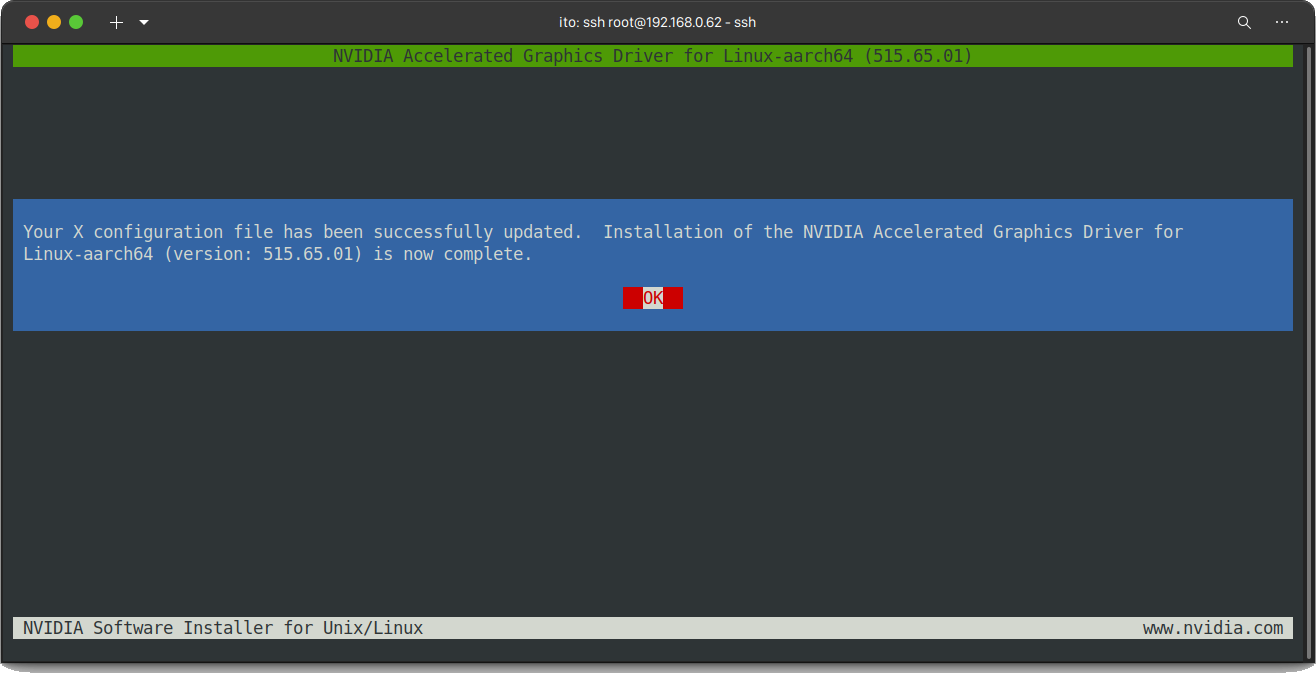 ito: ssh root@192.168.0.62 - ssh
NVIDIA Accelerated Graphics Driver for Linux-aarch64 (515.65.01)
Your X configuration file has been successfully updated.  Installation of the NVIDIA Accelerated Graphics Driver for
Linux-aarch64 (version: 515.65.01) is now complete.
OK
NVIDIA Software Installer for Unix/Linux www.nvidia.com